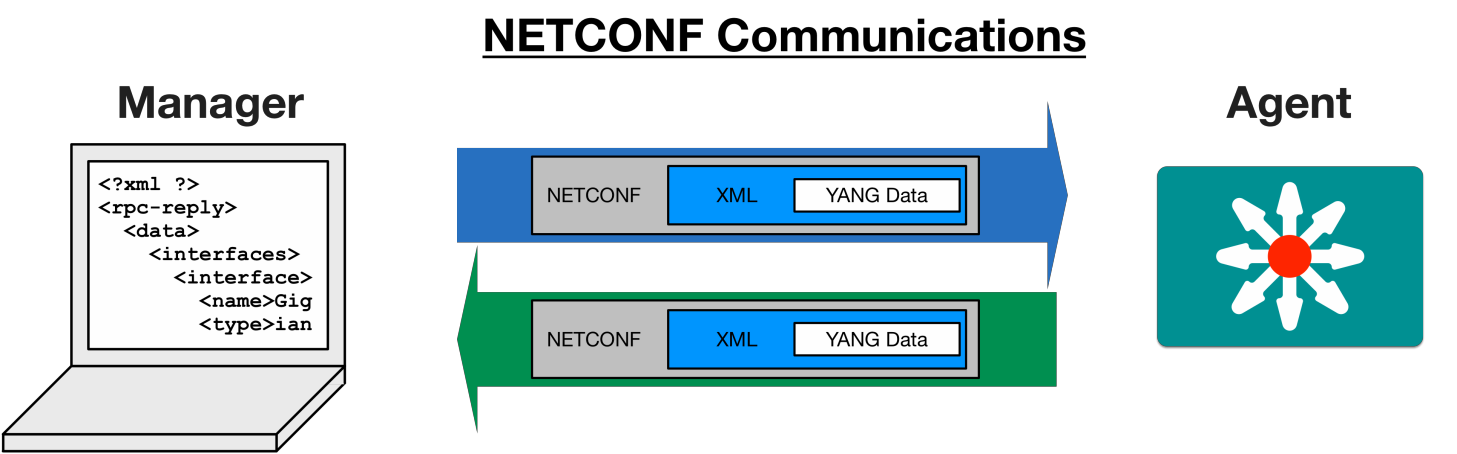 NETCONF Communications
Manager
Agent
<?xml ?>
<rpc-reply>
<data>
<interfaces>
<interface>
<name>Gig
<type>ian
NETCONF XML YANG Data
NETCONF XML YANG Data